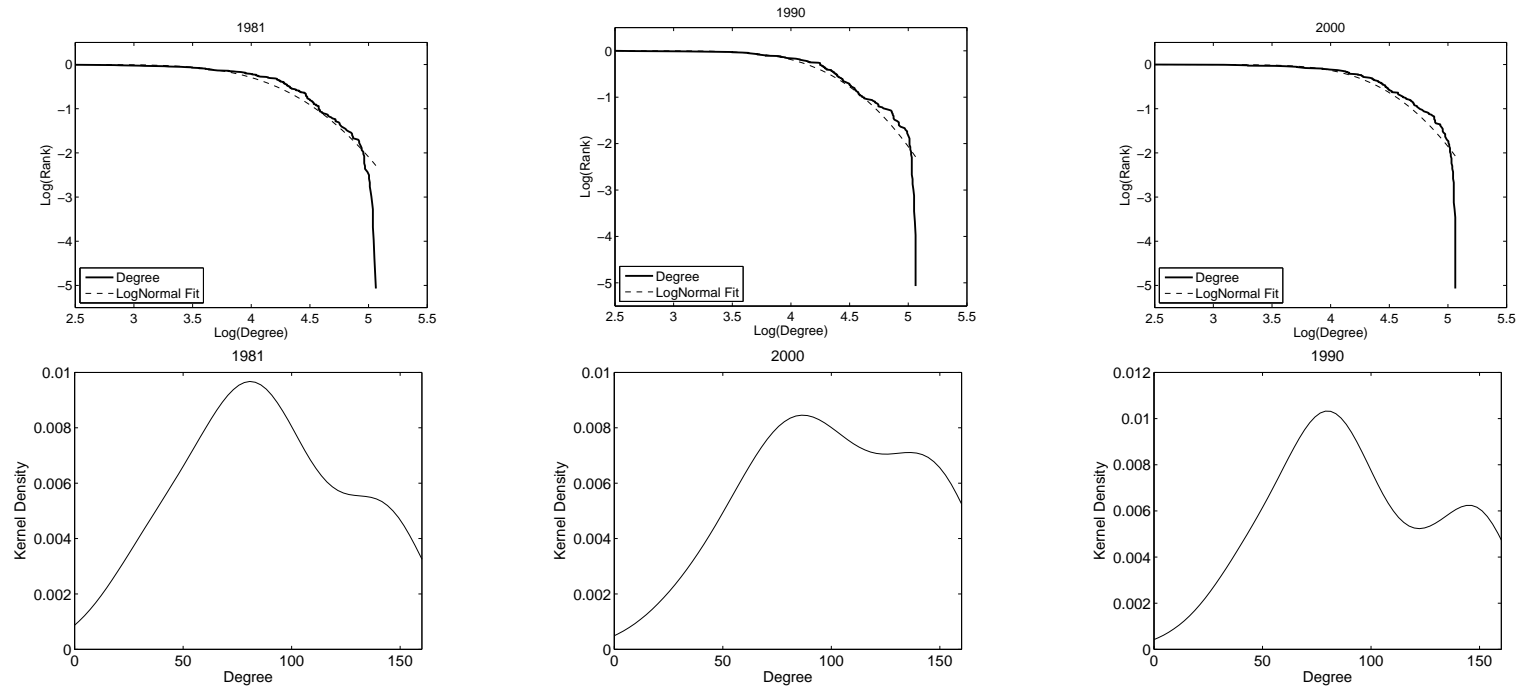 1981
0
−1
−2
−3
−4
−5
Log(Rank)
Degree
LogNormal Fit
2.5 3 3.5 4 4.5 5 5.5
Log(Degree)
1990
0
−1
−2
−3
−4
−5
Log(Rank)
Degree
LogNormal Fit
2.5 3 3.5 4 4.5 5 5.5
Log(Degree)
2000
0
−1
−2
−3
−4
−5
Log(Rank)
Degree
LogNormal Fit
2.5 3 3.5 4 4.5 5 5.5
Log(Degree)
1981
0.01
0.008
0.006
0.004
0.002
0
Kernel Density
0 50 100 150
Degree
2000
0.01
0.008
0.006
0.004
0.002
0
Kernel Density
0 50 100 150
Degree
1990
0.012
0.01
0.008
0.006
0.004
0.002
0
Kernel Density
0 50 100 150
Degree